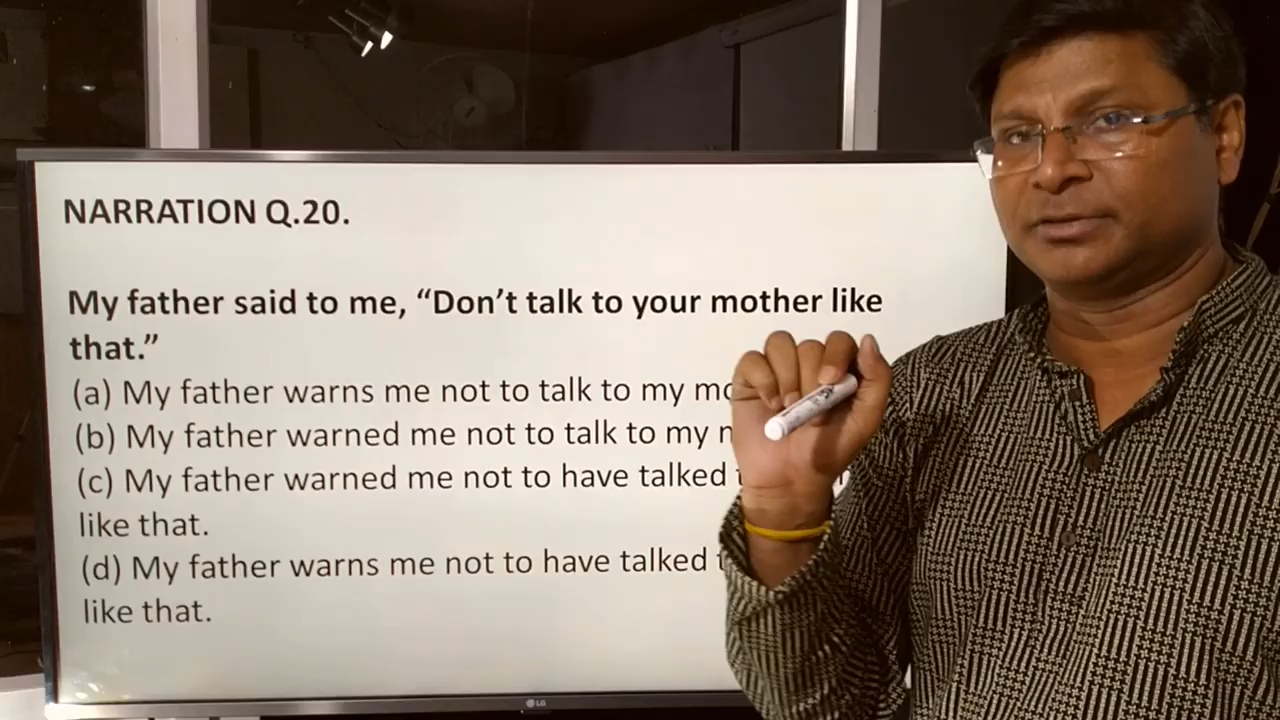 NARRATION Q.20.
My father said to me, “Don’t talk to your mother like
that.”
(a) My father warns me not to talk to my
(b) My father warned me not to talk to my
(c) My father warned me not to have talked
like that.
(d) My father warns me not to have talked
like that.
LG